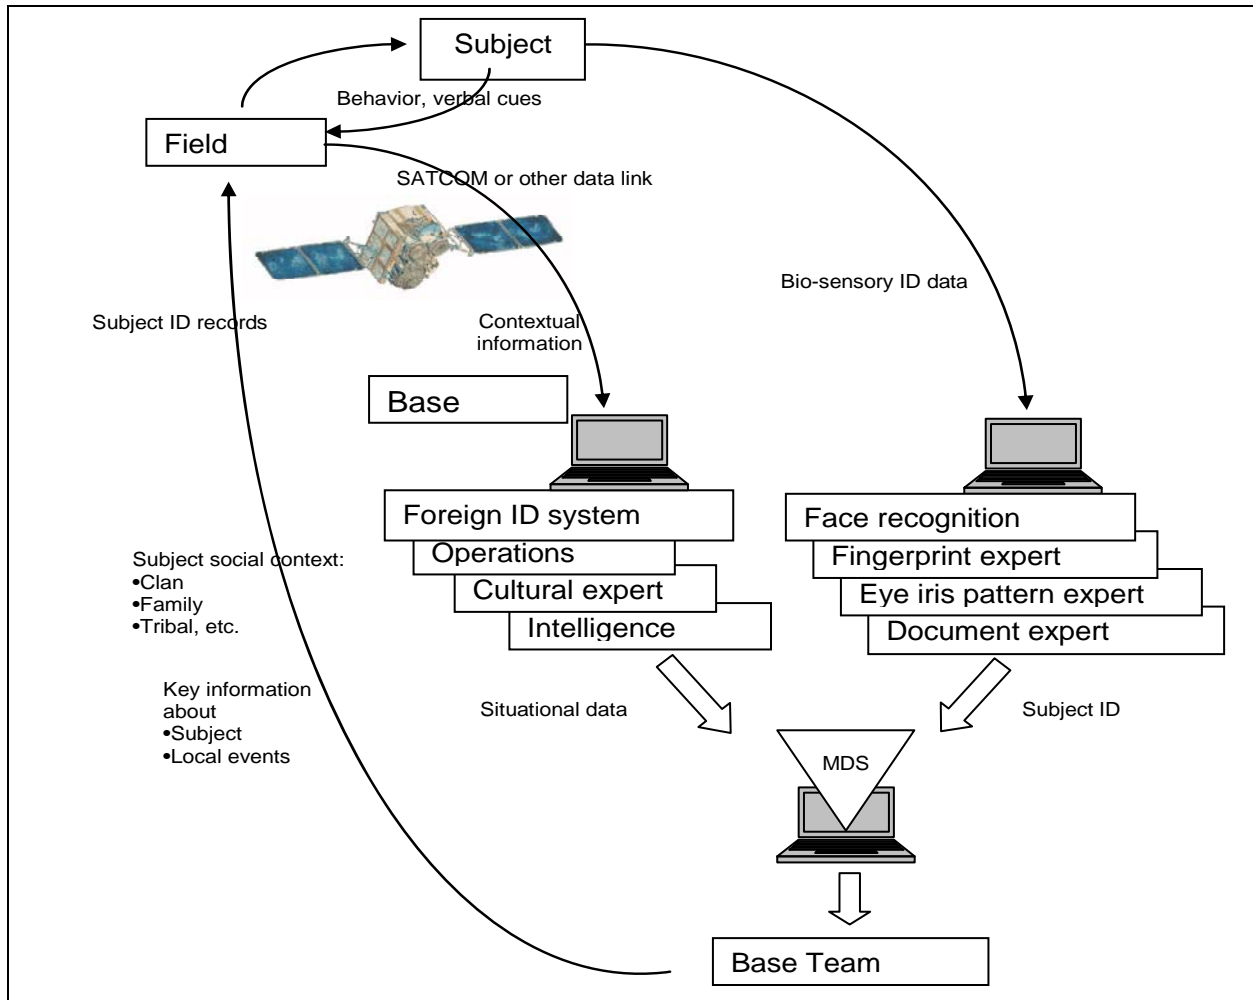 Subject
Behavior, verbal cues
Field
SATCOM or other data link
Bio-sensory ID data
Subject ID records
Contextual
information
Base
Foreign ID system
Operations
Cultural expert
Intelligence
Face recognition
Fingerprint expert
Eye iris pattern expert
Document expert
Subject social context:
•Clan
•Family
•Tribal, etc.
Key information
about
•Subject
•Local events
Situational data
Subject ID
MDS
Base Team